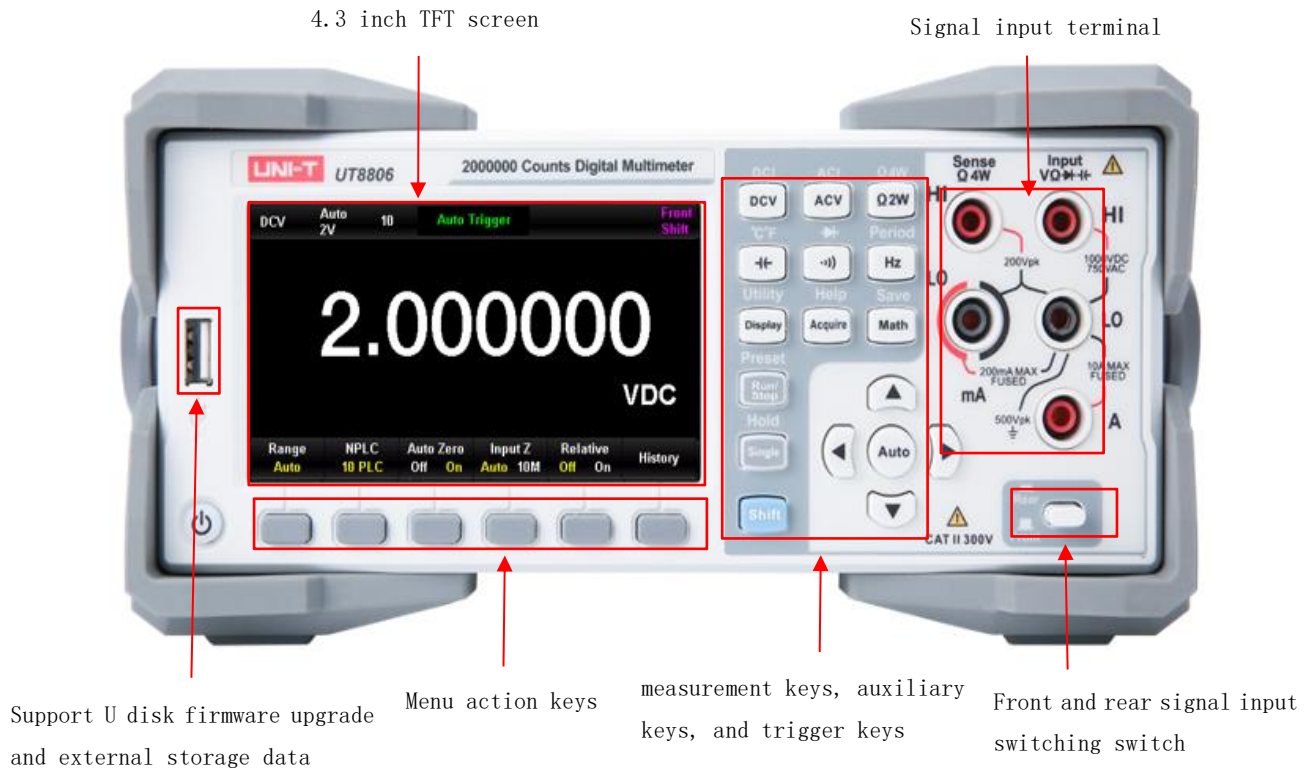 4.3 inch TFT screen
Signal input terminal
UNI-T UT8806 2000000 Counts Digital Multimeter
DCV Auto 2V 10 Auto Trigger Front Shift
2.000000
VDC
Range NPLC Auto Zero Input Z Relative History
Auto 10 PLC Off On Auto 10M Off On
DCI ACI Ω4W
DCV ACV Ω2W
°C°F Period
Hz
Utility Help Save
Display Acquire Math
Preset
Run/Stop
Hold
Single
Auto
Shift
Sense Ω 4W
Input VΩ
HI HI
200Vpk
1000VDC 750VAC
LO LO
200mA MAX FUSED
10A MAX FUSED
mA
500Vpk
A
CAT II 300V
Rear
Support U disk firmware upgrade
and external storage data
Menu action keys
measurement keys, auxiliary
keys, and trigger keys
Front and rear signal input
switching switch